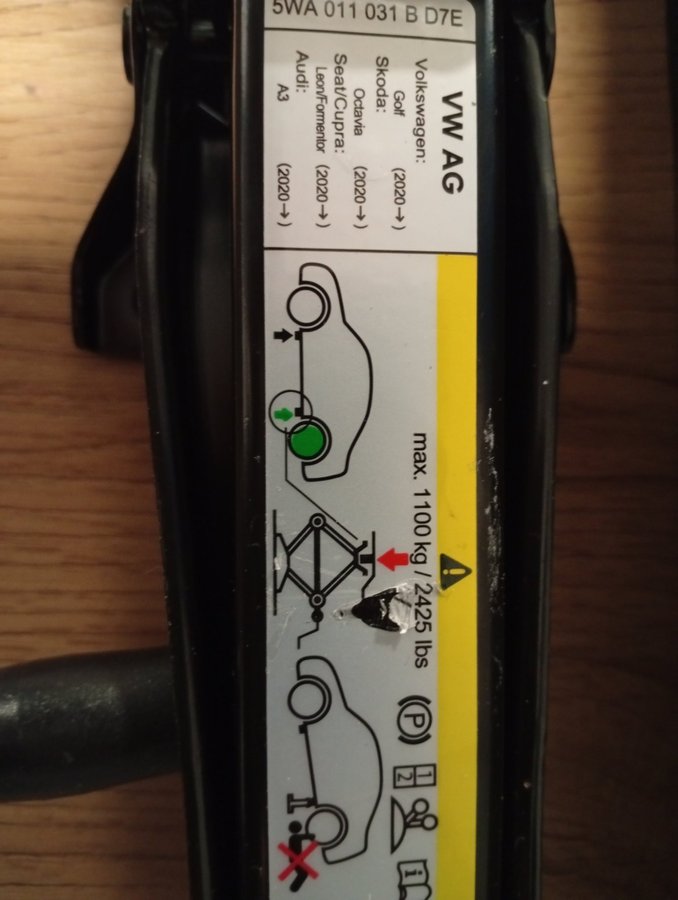 5WA 011 031 B D7E
VW AG
Volkswagen:
Golf (2020→)
Skoda:
Octavia (2020→)
Seat/Cupra:
Leon/Formentor (2020→)
Audi:
A3 (2020→)
max. 1100 kg / 2425 lbs
(P)
1
2
i